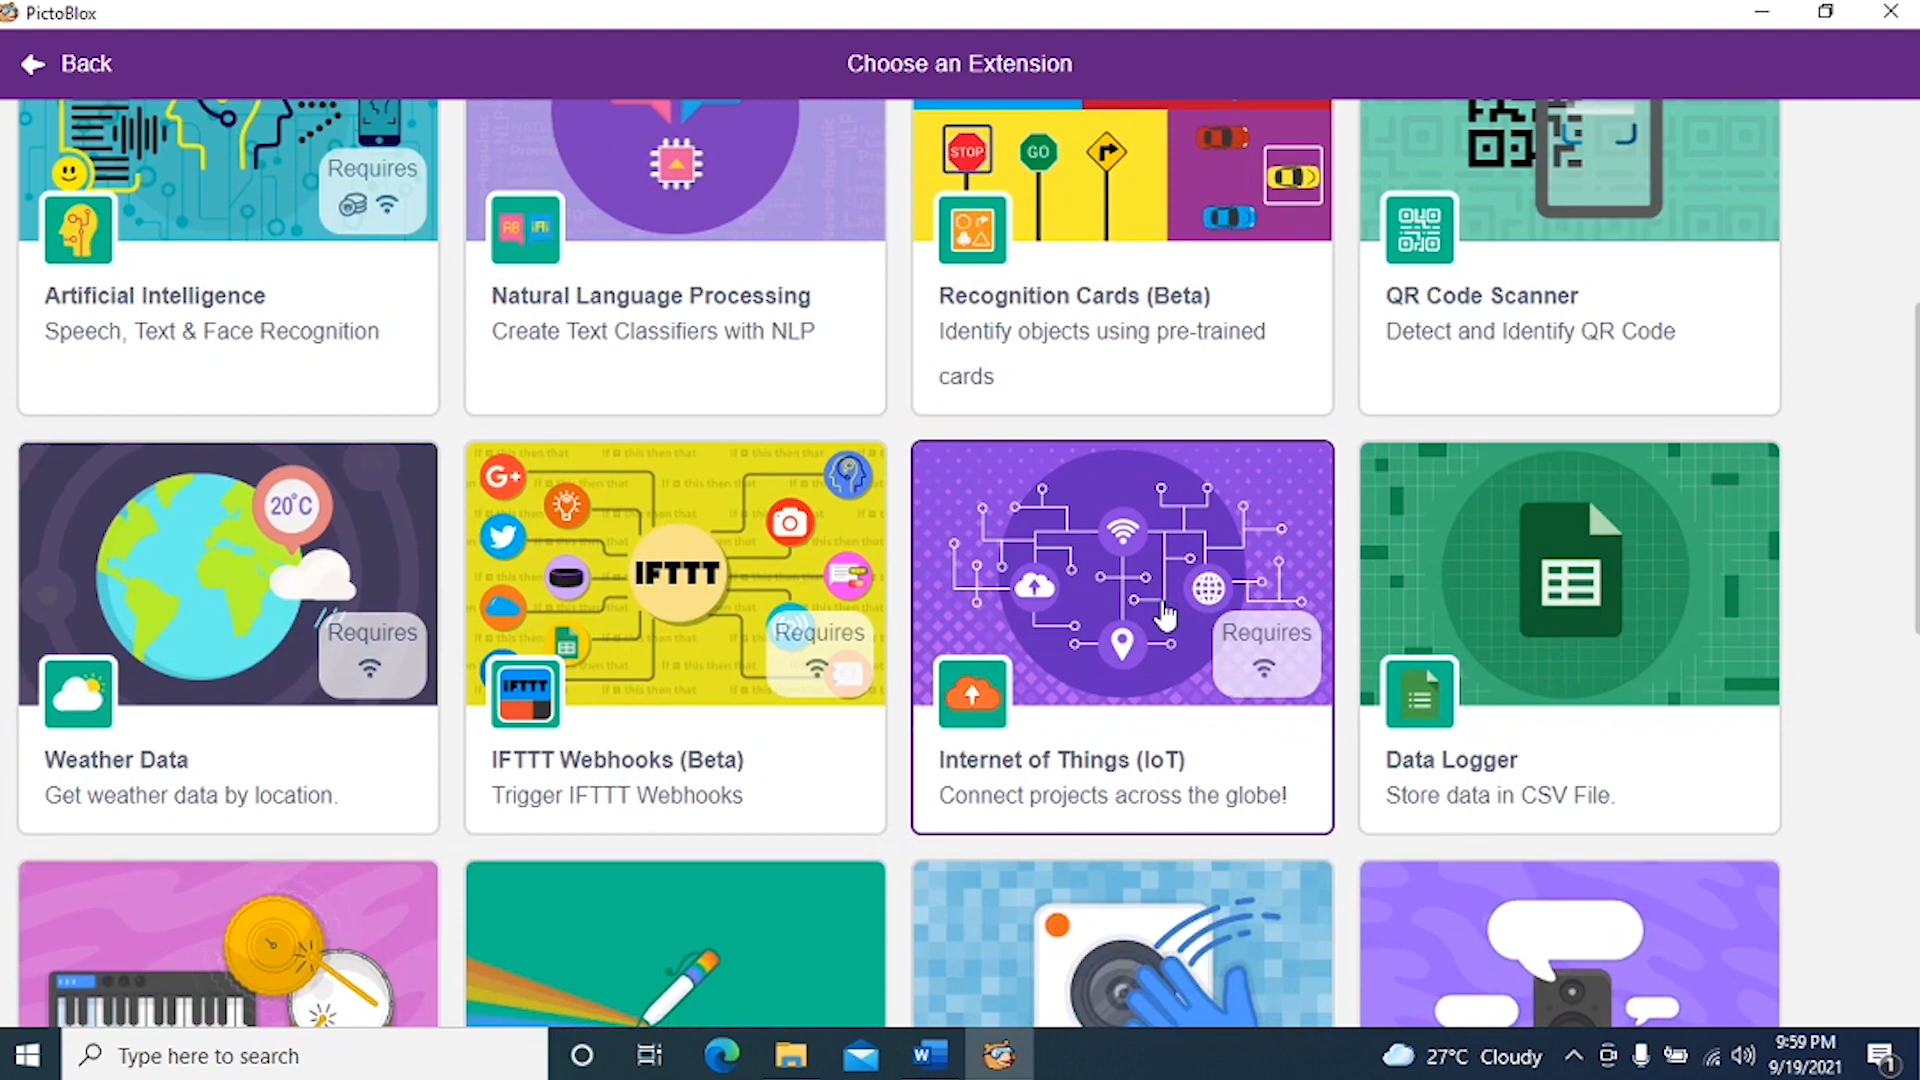 PictoBlox
Back
Choose an Extension
Requires
STOP
GO
Artificial Intelligence
Speech, Text & Face Recognition
Natural Language Processing
Create Text Classifiers with NLP
Recognition Cards (Beta)
Identify objects using pre-trained
cards
QR Code Scanner
Detect and Identify QR Code
20°C
Requires
IFTTT
Requires
IFTTT
Requires
Weather Data
Get weather data by location.
IFTTT Webhooks (Beta)
Trigger IFTTT Webhooks
Internet of Things (IoT)
Connect projects across the globe!
Data Logger
Store data in CSV File.
Type here to search
27°C Cloudy
9:59 PM
9/19/2021
1